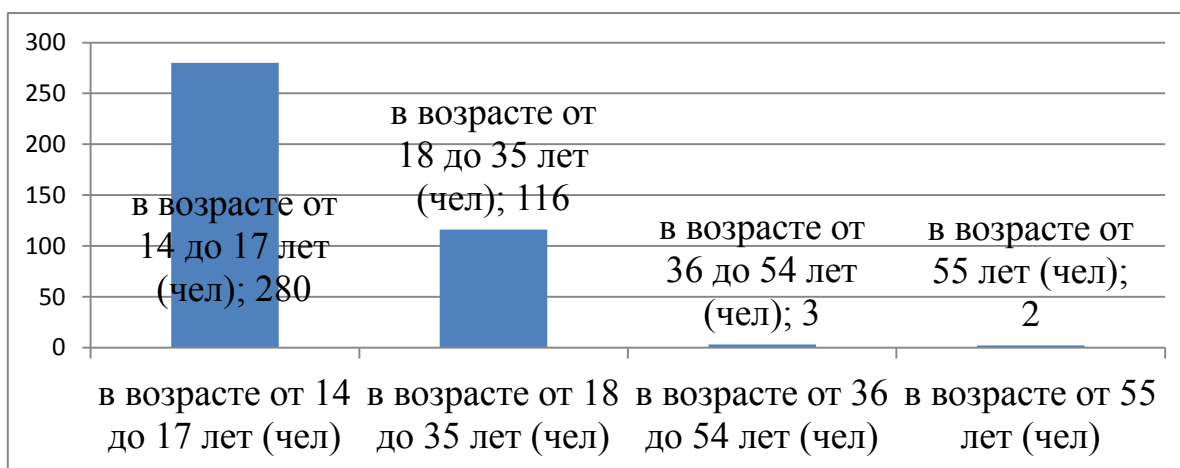 300
250
200
150
100
50
0
в возрасте от
14 до 17 лет
(чел); 280
в возрасте от
18 до 35 лет
(чел); 116
в возрасте от
36 до 54 лет
(чел); 3
в возрасте от
55 лет (чел);
2
в возрасте от 14
до 17 лет (чел)
в возрасте от 18
до 35 лет (чел)
в возрасте от 36
до 54 лет (чел)
в возрасте от 55
лет (чел)